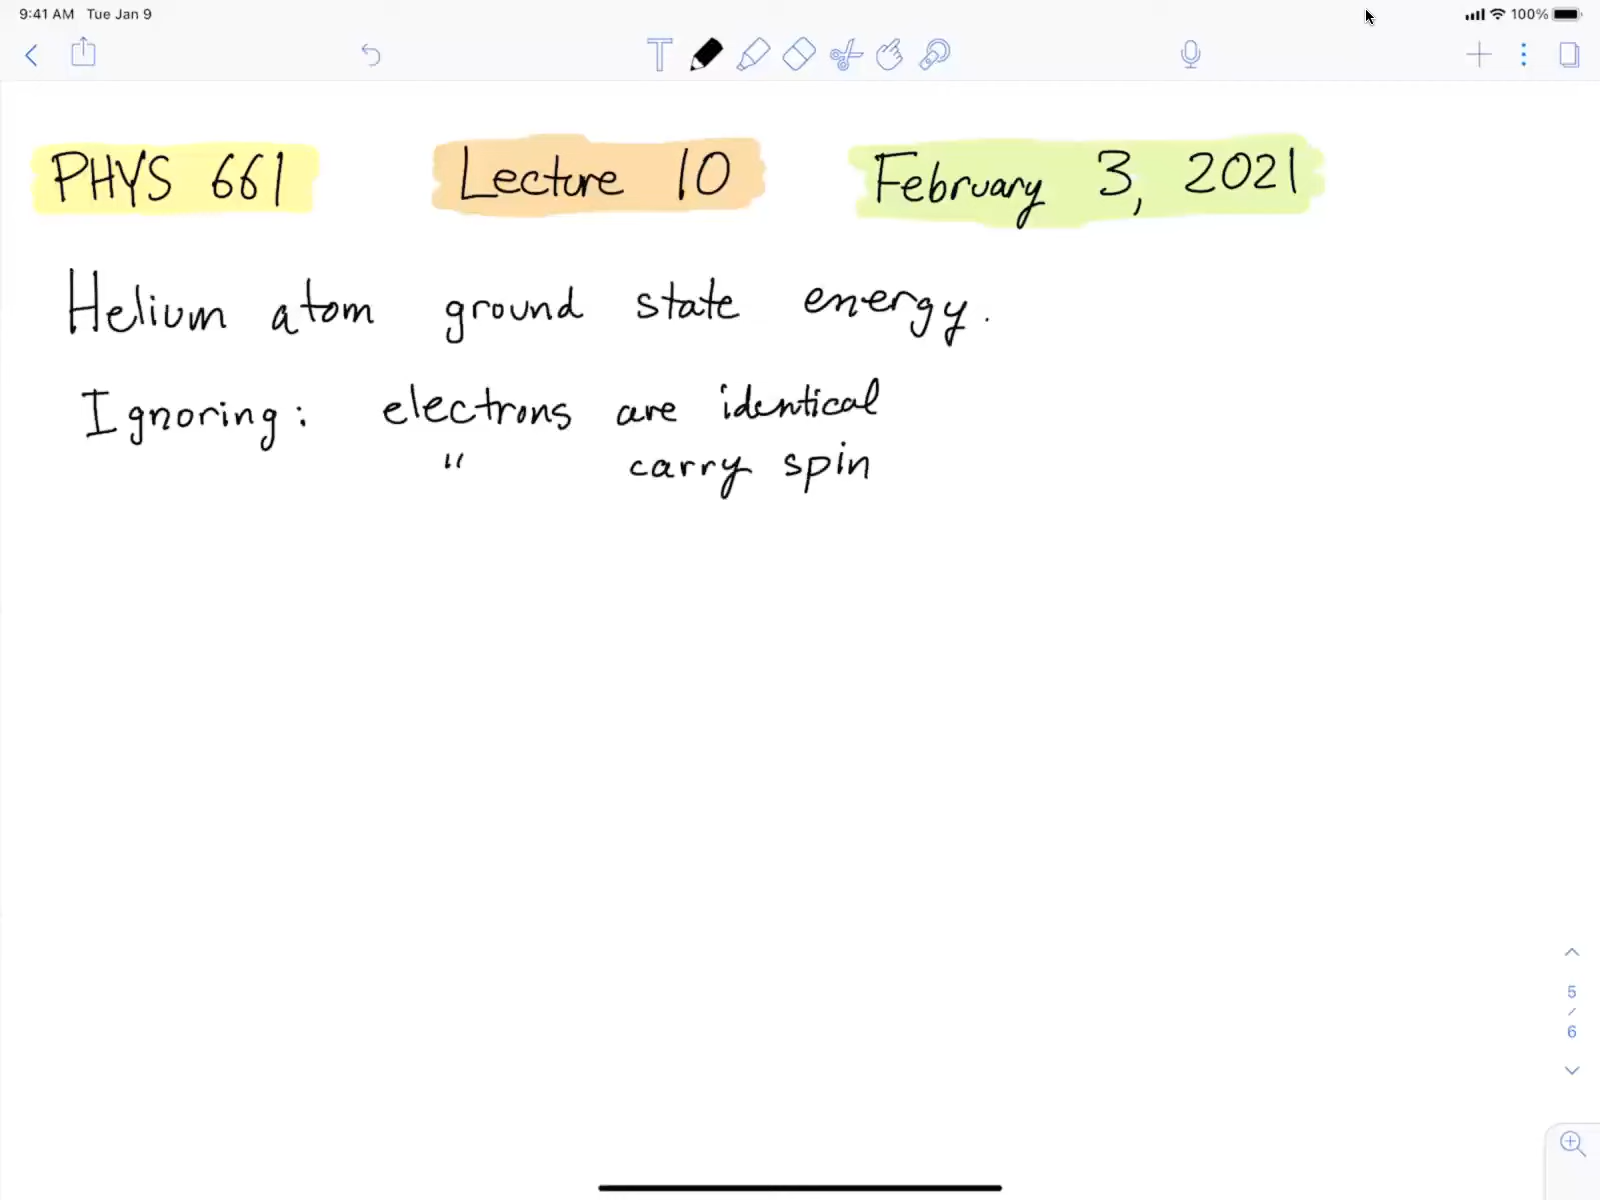 9:41 AM Tue Jan 9 100%
PHYS 661 Lecture 10 February 3, 2021
Helium atom ground state energy.
Ignoring: electrons are identical
" carry spin
5
/
6